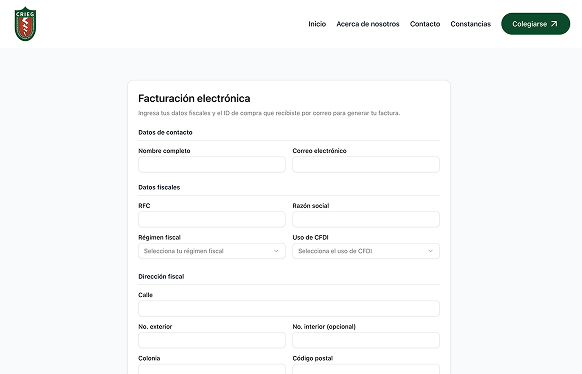 CRIEG
Inicio Acerca de nosotros Contacto Constancias Colegiarse
Facturación electrónica
Ingresa tus datos fiscales y el ID de compra que recibiste por correo para generar tu factura.
Datos de contacto
Nombre completo Correo electrónico
Datos fiscales
RFC Razón social
Régimen fiscal Uso de CFDI
Selecciona tu régimen fiscal Selecciona el uso de CFDI
Dirección fiscal
Calle
No. exterior No. interior (opcional)
Colonia Código postal